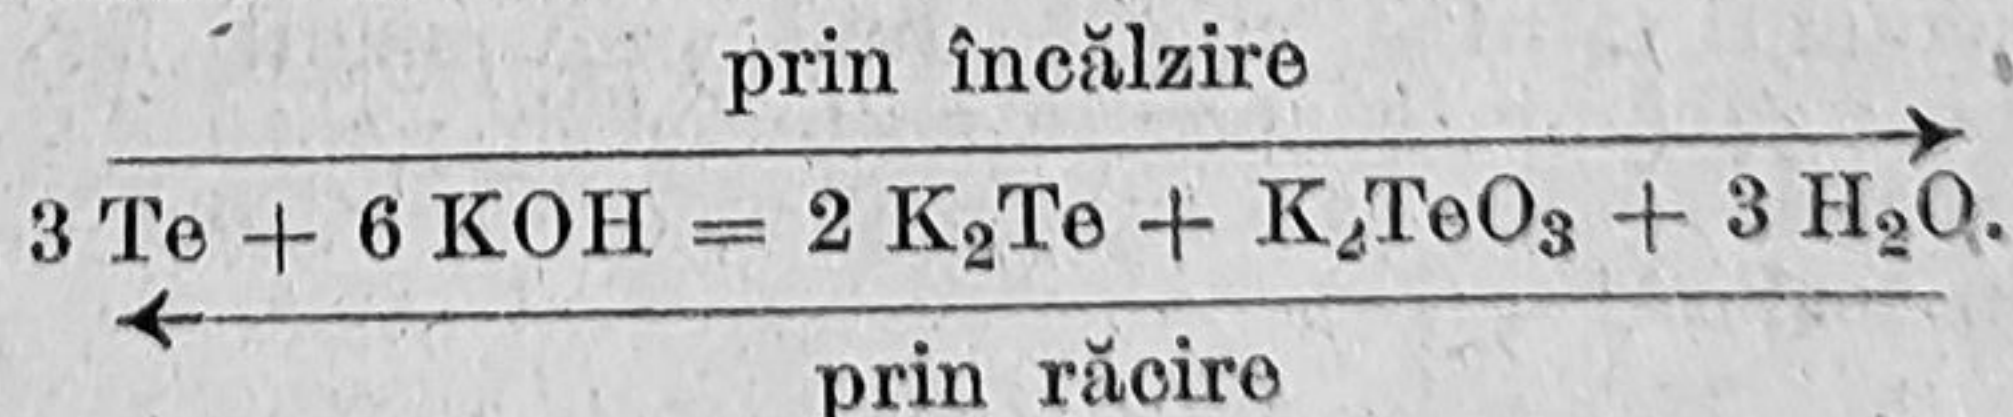 prin încălzire
3 Te + 6 KOH = 2 K₂Te + K₂TeO₃ + 3 H₂O.
prin răcire